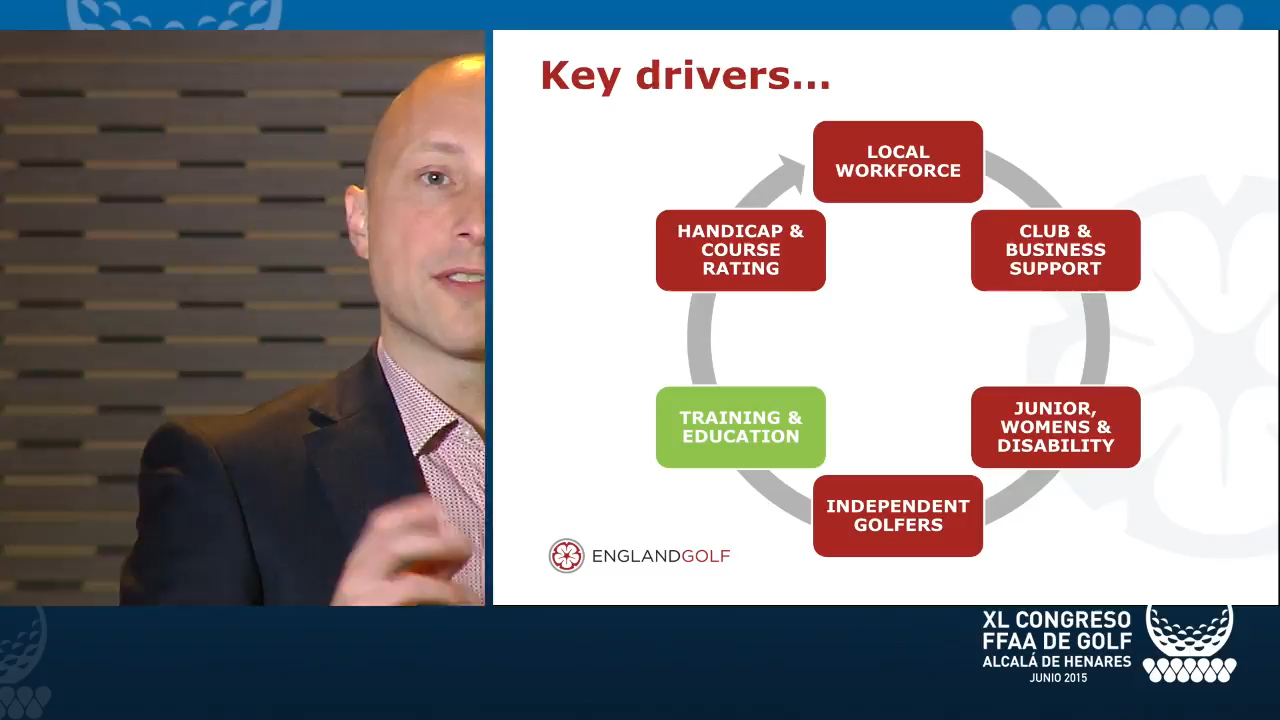 Key drivers...
LOCAL
WORKFORCE
CLUB &
BUSINESS
SUPPORT
JUNIOR,
WOMENS &
DISABILITY
INDEPENDENT
GOLFERS
TRAINING &
EDUCATION
HANDICAP &
COURSE
RATING
ENGLANDGOLF
XL CONGRESO
FFAA DE GOLF
ALCALÁ DE HENARES
JUNIO 2015